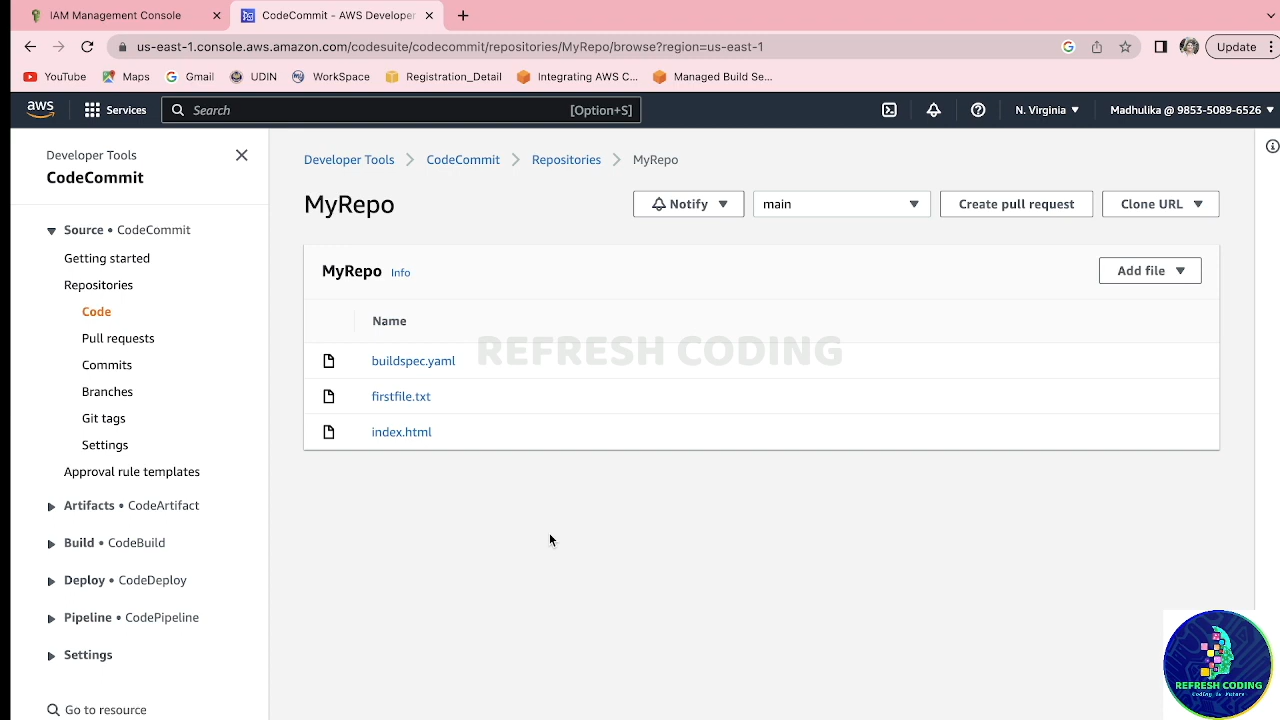 IAM Management Console
CodeCommit - AWS Developer
us-east-1.console.aws.amazon.com/codesuite/codecommit/repositories/MyRepo/browse?region=us-east-1
Update
YouTube
Maps
Gmail
UDIN
WorkSpace
Registration_Detail
Integrating AWS C...
Managed Build Se...
aws
Services
Search
[Option+S]
N. Virginia
Madhulika @ 9853-5089-6526
Developer Tools
CodeCommit
Source • CodeCommit
Getting started
Repositories
Code
Pull requests
Commits
Branches
Git tags
Settings
Approval rule templates
Artifacts • CodeArtifact
Build • CodeBuild
Deploy • CodeDeploy
Pipeline • CodePipeline
Settings
Go to resource
Developer Tools
CodeCommit
Repositories
MyRepo
MyRepo
Notify
main
Create pull request
Clone URL
MyRepo Info
Add file
Name
REFRESH CODING
buildspec.yaml
firstfile.txt
index.html
REFRESH CODING
Coding is Future